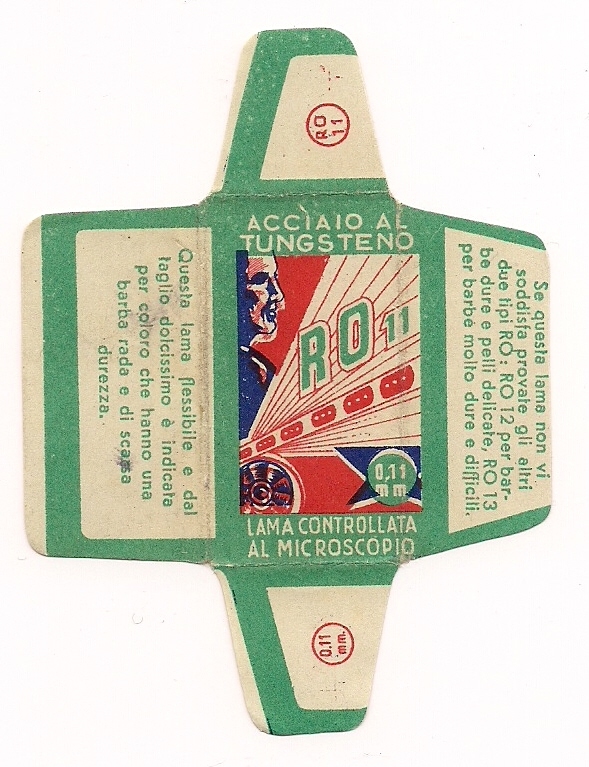 RO
11
ACCIAIO AL
TUNGSTENO
RO 11
0,11
mm
LAMA CONTROLLATA
AL MICROSCOPIO
0.11
mm.
Questa lama flessibile e dal
taglio dolcissimo è indicata
per coloro che hanno una
barba rada e di scarsa
durezza.
Se questa lama non vi
soddisfa provate gli altri
due tipi RO: RO 12 per bar-
be dure e pelli delicate, RO 13
per barbe molto dure e difficili.